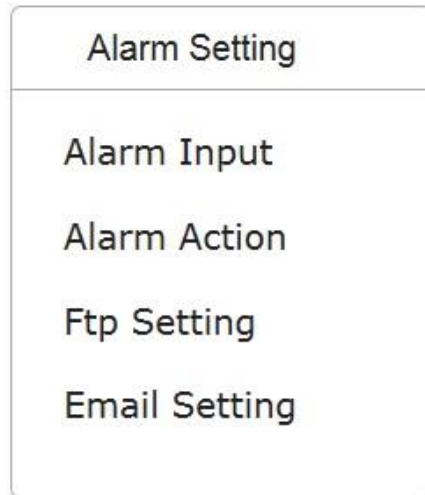 Alarm Setting
Alarm Input
Alarm Action
Ftp Setting
Email Setting